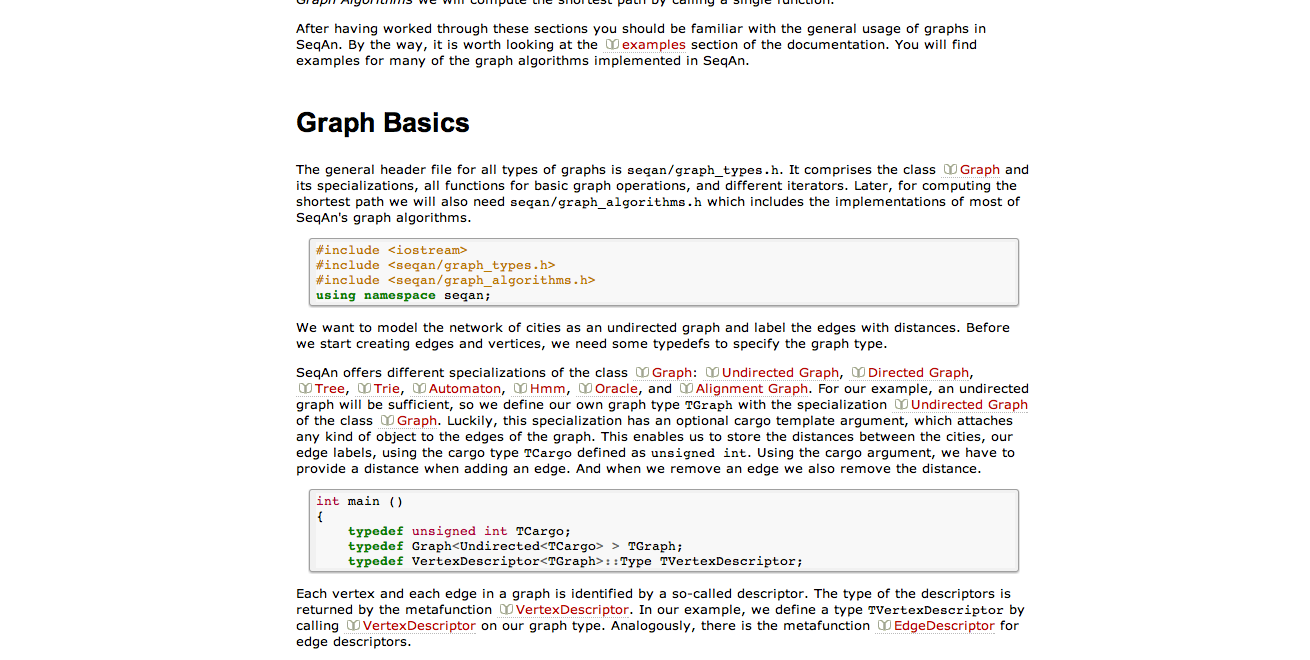 Graph Algorithms we will compute the shortest path by calling a single function.
After having worked through these sections you should be familiar with the general usage of graphs in
SeqAn. By the way, it is worth looking at the examples section of the documentation. You will find
examples for many of the graph algorithms implemented in SeqAn.
Graph Basics
The general header file for all types of graphs is seqan/graph_types.h. It comprises the class Graph and
its specializations, all functions for basic graph operations, and different iterators. Later, for computing the
shortest path we will also need seqan/graph_algorithms.h which includes the implementations of most of
SeqAn's graph algorithms.
#include <iostream>
#include <seqan/graph_types.h>
#include <seqan/graph_algorithms.h>
using namespace seqan;
We want to model the network of cities as an undirected graph and label the edges with distances. Before
we start creating edges and vertices, we need some typedefs to specify the graph type.
SeqAn offers different specializations of the class Graph: Undirected Graph, Directed Graph,
Tree, Trie, Automaton, Hmm, Oracle, and Alignment Graph. For our example, an undirected
graph will be sufficient, so we define our own graph type TGraph with the specialization Undirected Graph
of the class Graph. Luckily, this specialization has an optional cargo template argument, which attaches
any kind of object to the edges of the graph. This enables us to store the distances between the cities, our
edge labels, using the cargo type TCargo defined as unsigned int. Using the cargo argument, we have to
provide a distance when adding an edge. And when we remove an edge we also remove the distance.
int main ()
{
    typedef unsigned int TCargo;
    typedef Graph<Undirected<TCargo> > TGraph;
    typedef VertexDescriptor<TGraph>::Type TVertexDescriptor;
Each vertex and each edge in a graph is identified by a so-called descriptor. The type of the descriptors is
returned by the metafunction VertexDescriptor. In our example, we define a type TVertexDescriptor by
calling VertexDescriptor on our graph type. Analogously, there is the metafunction EdgeDescriptor for
edge descriptors.